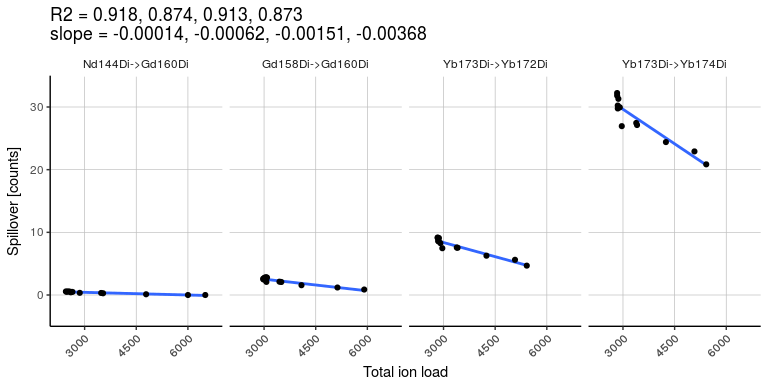 R2 = 0.918, 0.874, 0.913, 0.873
slope = -0.00014, -0.00062, -0.00151, -0.00368
Nd144Di->Gd160Di Gd158Di->Gd160Di Yb173Di->Yb172Di Yb173Di->Yb174Di
Spillover [counts]
30
20
10
0
3000 4500 6000 3000 4500 6000 3000 4500 6000 3000 4500 6000
Total ion load